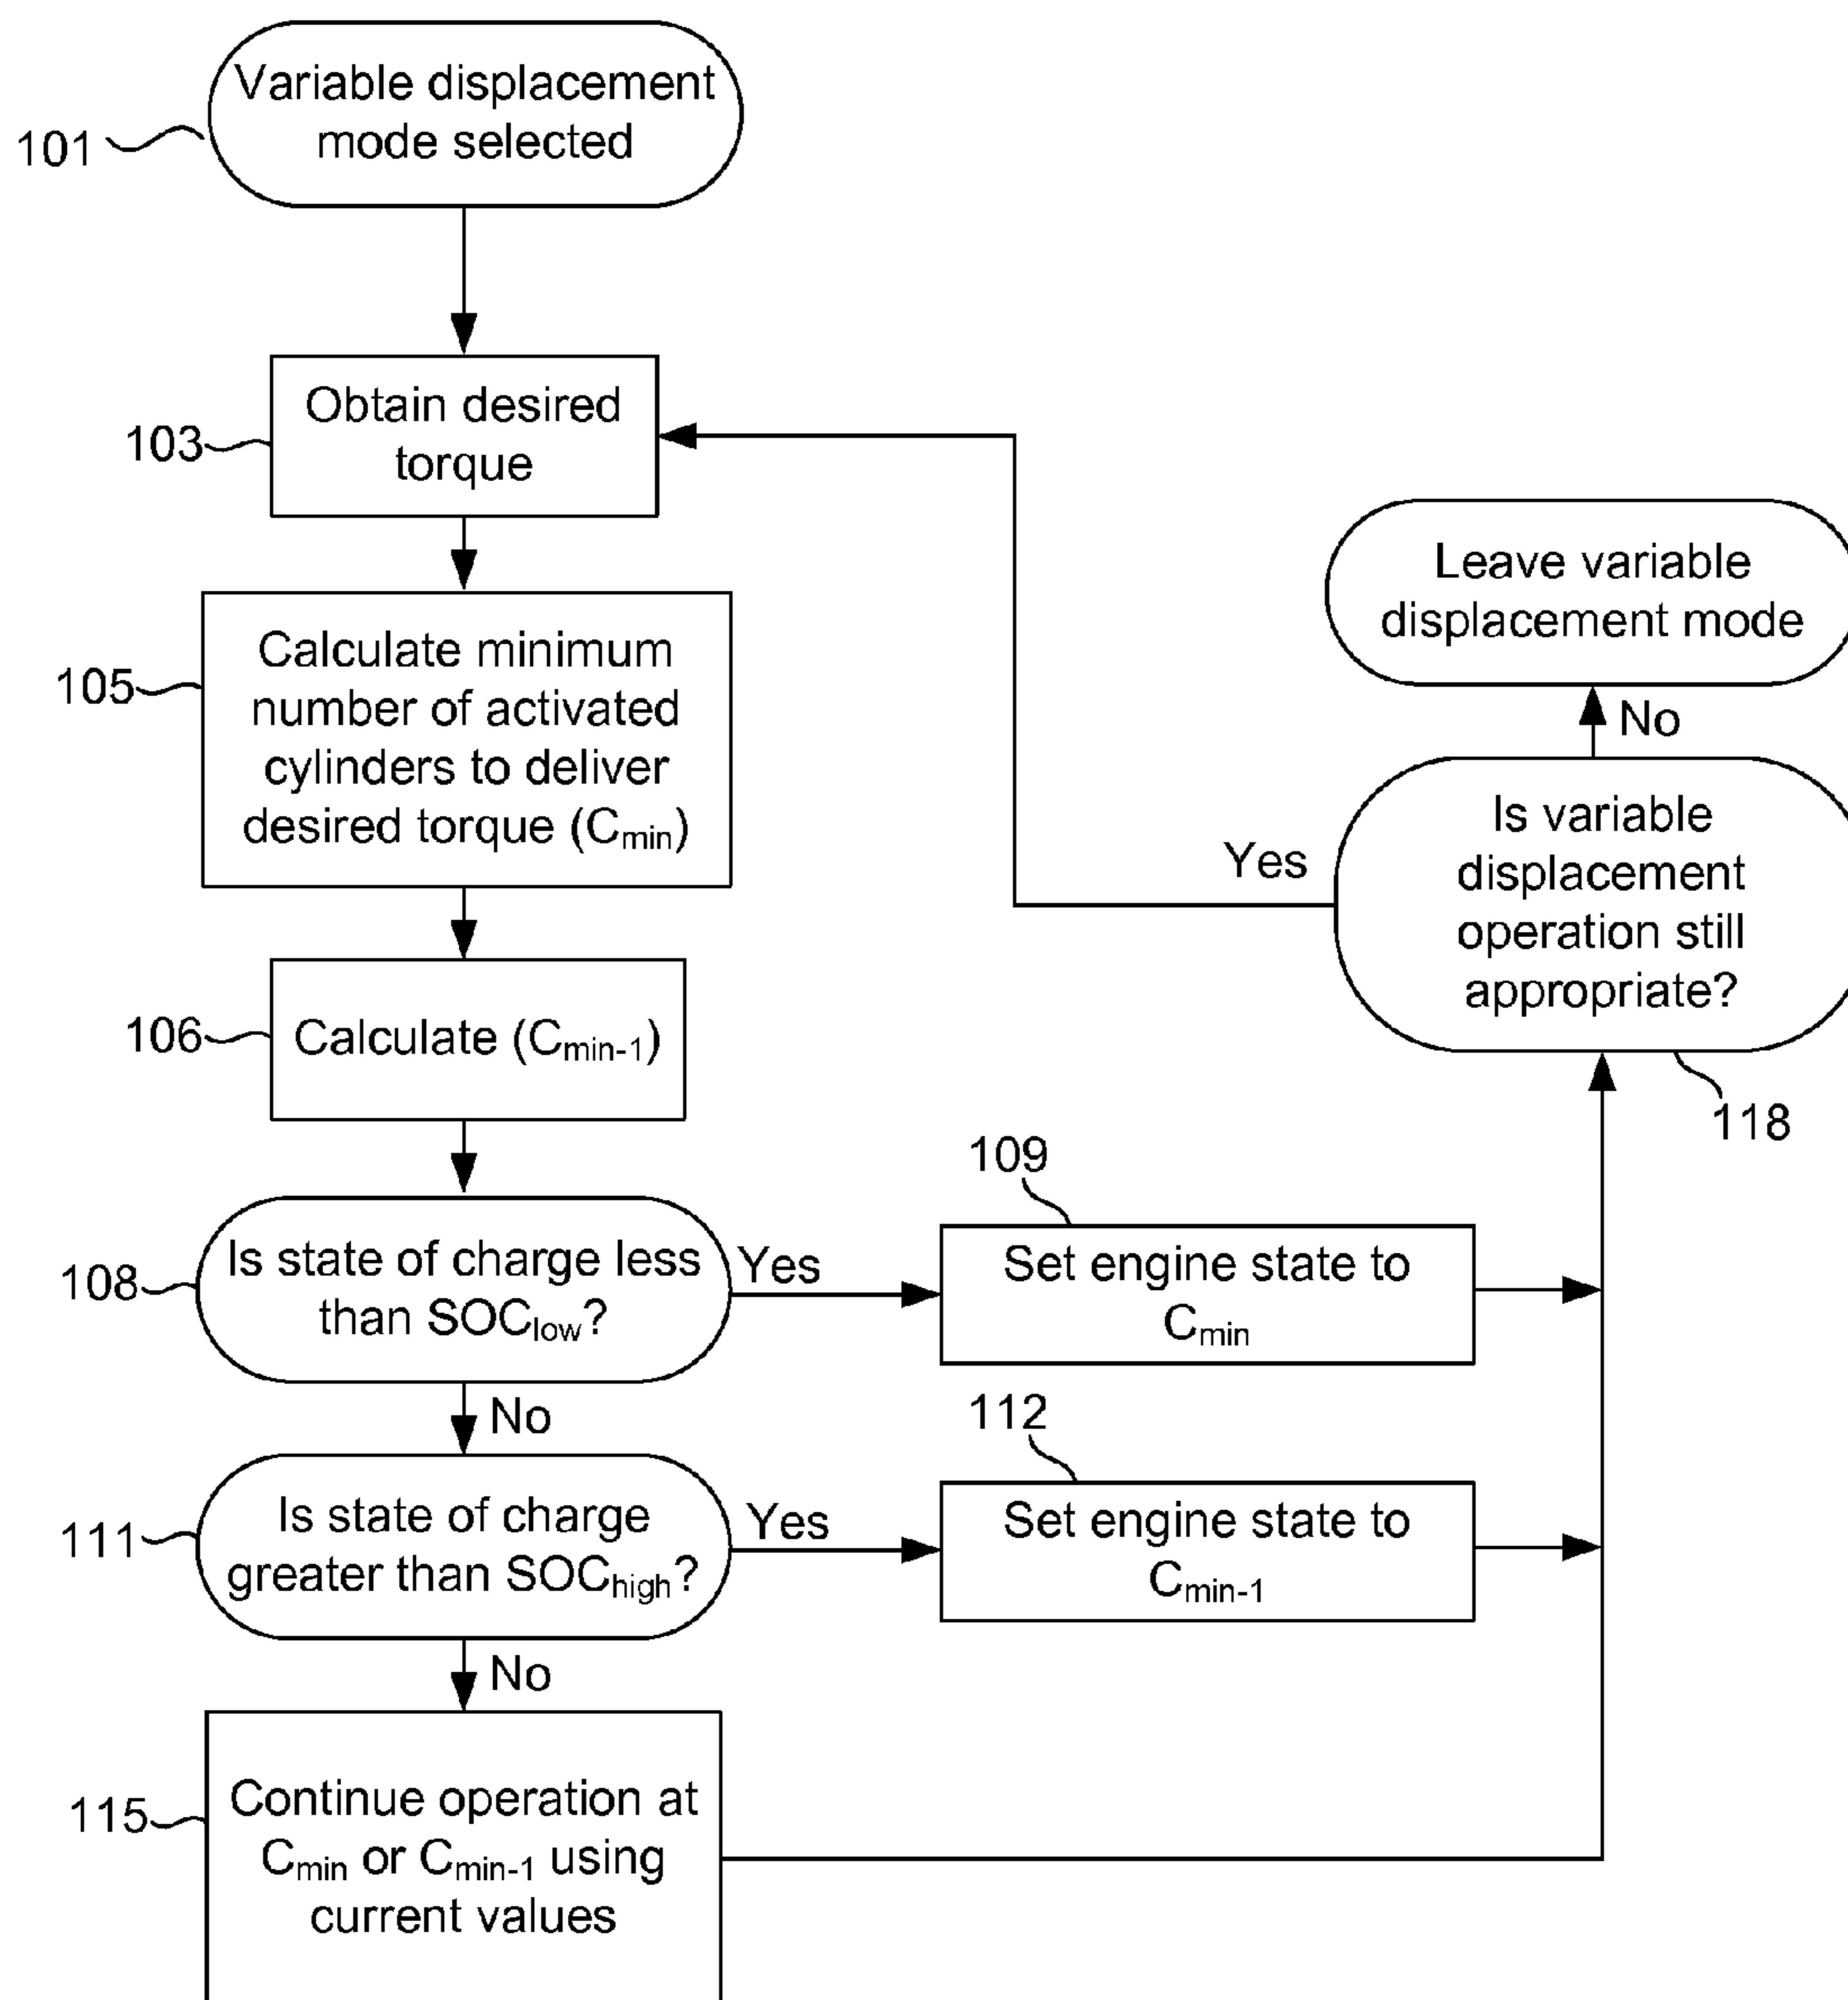 Variable displacement
mode selected
101
Obtain desired
torque
103
Calculate minimum
number of activated
cylinders to deliver
desired torque (Cmin)
105
Calculate (Cmin-1)
106
Is state of charge less
than SOClow?
108
Yes
No
109
Set engine state to
Cmin
Is state of charge
greater than SOChigh?
111
Yes
No
112
Set engine state to
Cmin-1
Continue operation at
Cmin or Cmin-1 using
current values
115
Is variable
displacement
operation still
appropriate?
118
Yes
No
Leave variable
displacement mode